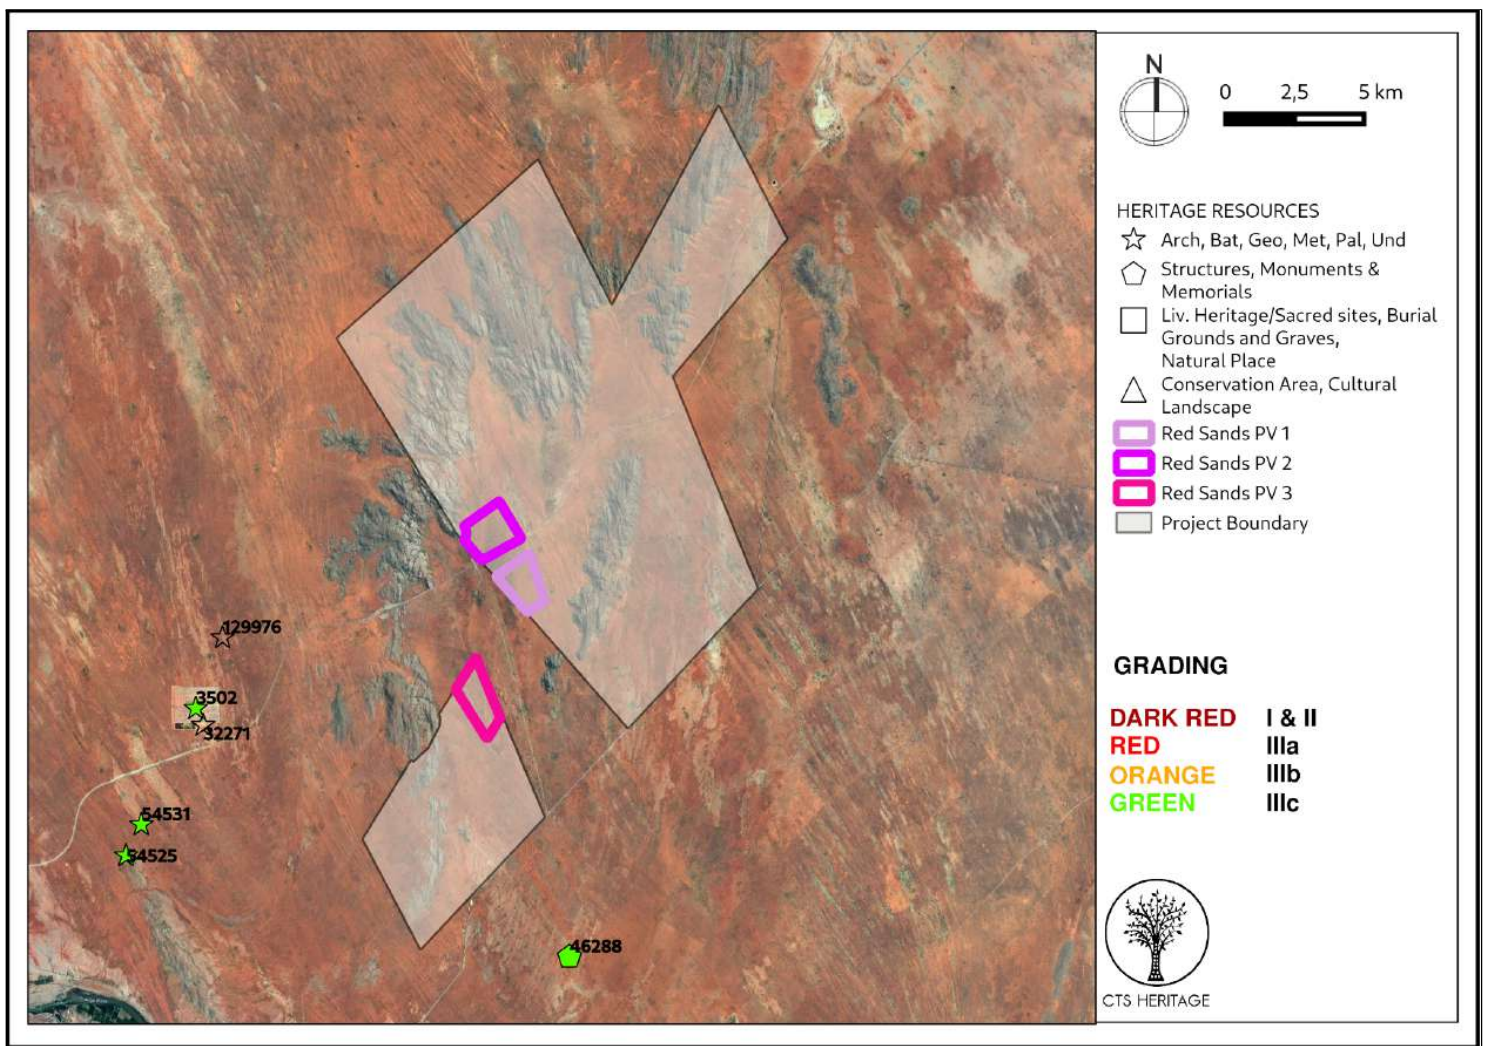 N
0 2,5 5 km
HERITAGE RESOURCES
Arch, Bat, Geo, Met, Pal, Und
Structures, Monuments &
Memorials
Liv. Heritage/Sacred sites, Burial
Grounds and Graves,
Natural Place
Conservation Area, Cultural
Landscape
Red Sands PV 1
Red Sands PV 2
Red Sands PV 3
Project Boundary
129976
3502
32271
54531
54525
46288
GRADING
DARK RED I & II
RED IIIa
ORANGE IIIb
GREEN IIIc
CTS HERITAGE